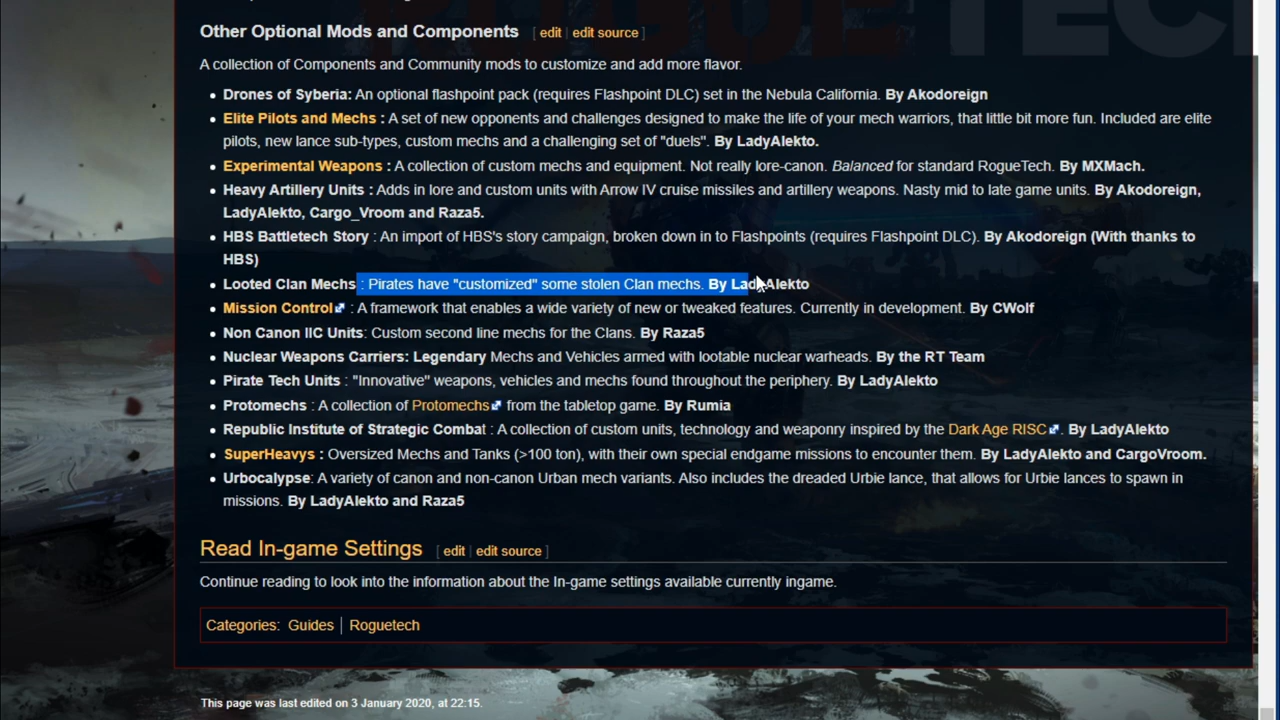 Other Optional Mods and Components [ edit | edit source ]
A collection of Components and Community mods to customize and add more flavor.
• Drones of Syberia: An optional flashpoint pack (requires Flashpoint DLC) set in the Nebula California. By Akodoreign
• Elite Pilots and Mechs : A set of new opponents and challenges designed to make the life of your mech warriors, that little bit more fun. Included are elite
pilots, new lance sub-types, custom mechs and a challenging set of "duels". By LadyAlekto.
• Experimental Weapons : A collection of custom mechs and equipment. Not really lore-canon. Balanced for standard RogueTech. By MXMach.
• Heavy Artillery Units : Adds in lore and custom units with Arrow IV cruise missiles and artillery weapons. Nasty mid to late game units. By Akodoreign,
LadyAlekto, Cargo_Vroom and Raza5.
• HBS Battletech Story : An import of HBS's story campaign, broken down in to Flashpoints (requires Flashpoint DLC). By Akodoreign (With thanks to
HBS)
• Looted Clan Mechs : Pirates have "customized" some stolen Clan mechs. By LadyAlekto
• Mission Control : A framework that enables a wide variety of new or tweaked features. Currently in development. By CWolf
• Non Canon IIC Units: Custom second line mechs for the Clans. By Raza5
• Nuclear Weapons Carriers: Legendary Mechs and Vehicles armed with lootable nuclear warheads. By the RT Team
• Pirate Tech Units : "Innovative" weapons, vehicles and mechs found throughout the periphery. By LadyAlekto
• Protomechs : A collection of Protomechs from the tabletop game. By Rumia
• Republic Institute of Strategic Combat : A collection of custom units, technology and weaponry inspired by the Dark Age RISC . By LadyAlekto
• SuperHeavys : Oversized Mechs and Tanks (>100 ton), with their own special endgame missions to encounter them. By LadyAlekto and CargoVroom.
• Urbocalypse: A variety of canon and non-canon Urban mech variants. Also includes the dreaded Urbie lance, that allows for Urbie lances to spawn in
missions. By LadyAlekto and Raza5
Read In-game Settings [ edit | edit source ]
Continue reading to look into the information about the In-game settings available currently ingame.
Categories: Guides | Roguetech
This page was last edited on 3 January 2020, at 22:15.